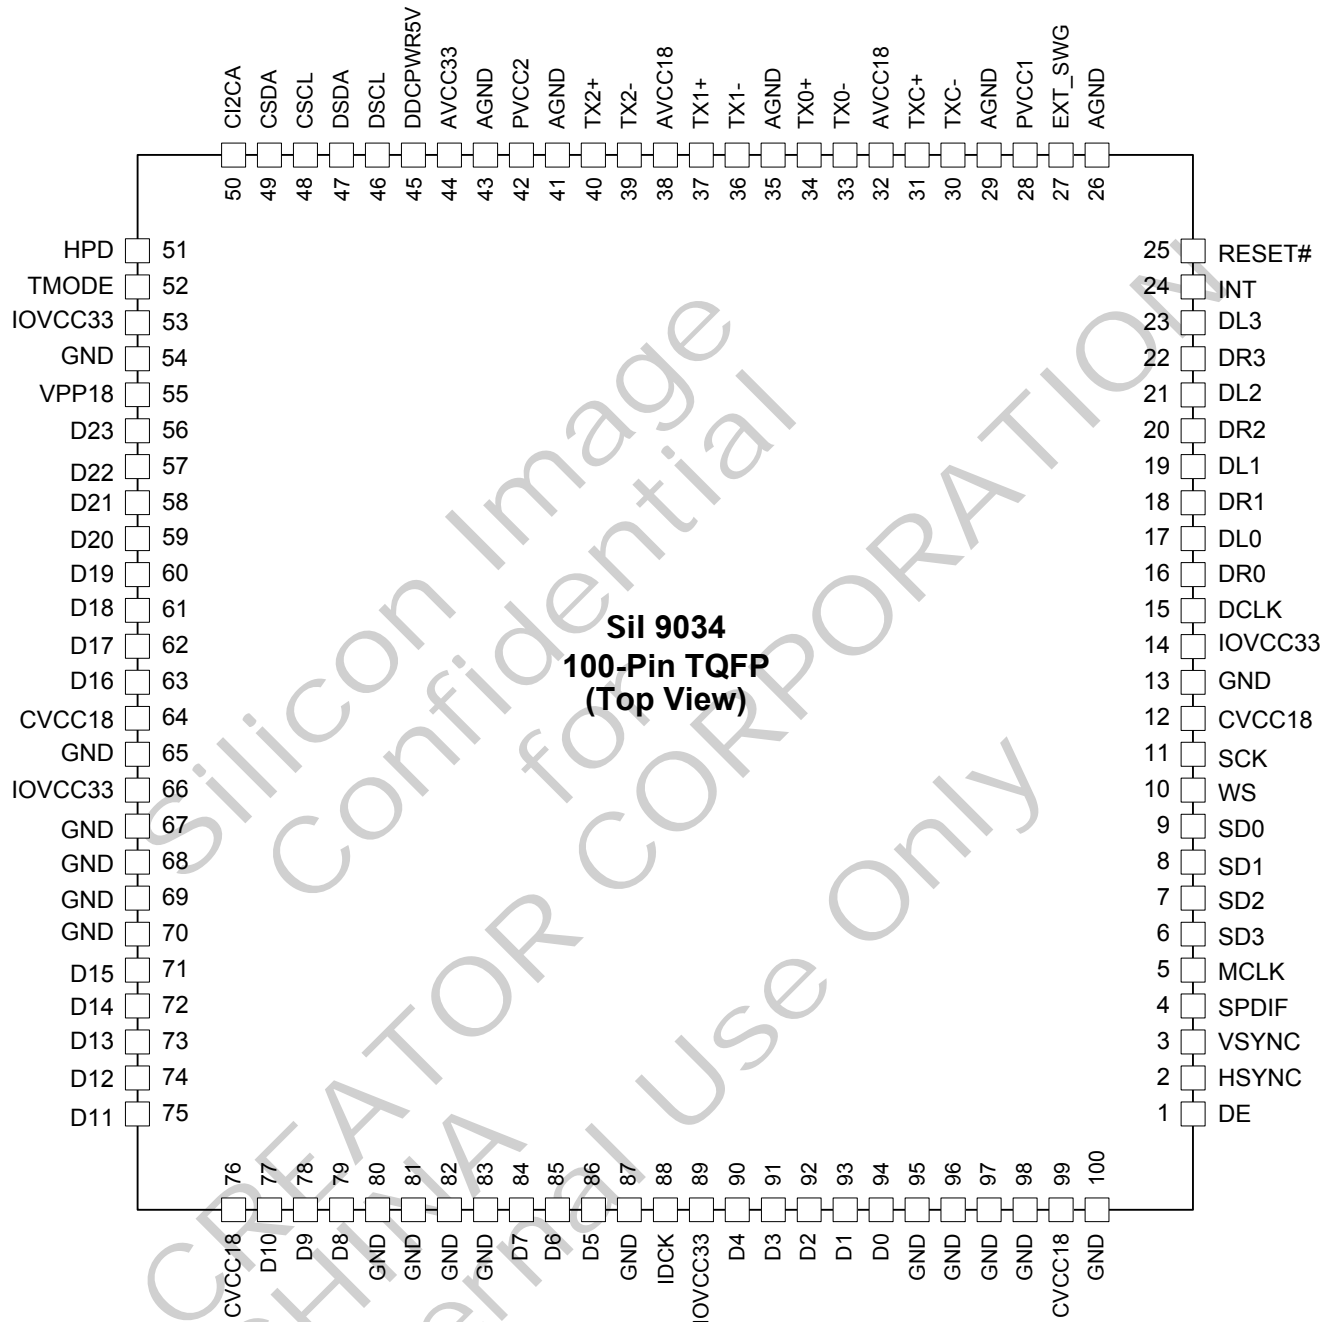 50 CI2CA
49 CSDA
48 CSCL
47 DSDA
46 DSCL
45 DDCPWR5V
44 AVCC33
43 AGND
42 PVCC2
41 AGND
40 TX2+
39 TX2-
38 AVCC18
37 TX1+
36 TX1-
35 AGND
34 TX0+
33 TX0-
32 AVCC18
31 TXC+
30 TXC-
29 AGND
28 PVCC1
27 EXT_SWG
26 AGND
HPD 51
TMODE 52
IOVCC33 53
GND 54
VPP18 55
D23 56
D22 57
D21 58
D20 59
D19 60
D18 61
D17 62
D16 63
CVCC18 64
GND 65
IOVCC33 66
GND 67
GND 68
GND 69
GND 70
D15 71
D14 72
D13 73
D12 74
D11 75
SiI 9034
100-Pin TQFP
(Top View)
25 RESET#
24 INT
23 DL3
22 DR3
21 DL2
20 DR2
19 DL1
18 DR1
17 DL0
16 DR0
15 DCLK
14 IOVCC33
13 GND
12 CVCC18
11 SCK
10 WS
9 SD0
8 SD1
7 SD2
6 SD3
5 MCLK
4 SPDIF
3 VSYNC
2 HSYNC
1 DE
CVCC18 76
D10 77
D9 78
D8 79
GND 80
GND 81
GND 82
GND 83
D7 84
D6 85
D5 86
GND 87
IDCK 88
IOVCC33 89
D4 90
D3 91
D2 92
D1 93
D0 94
GND 95
GND 96
GND 97
GND 98
CVCC18 99
GND 100
Silicon Image
Confidential
for
CREATOR CORPORATION
Use Only